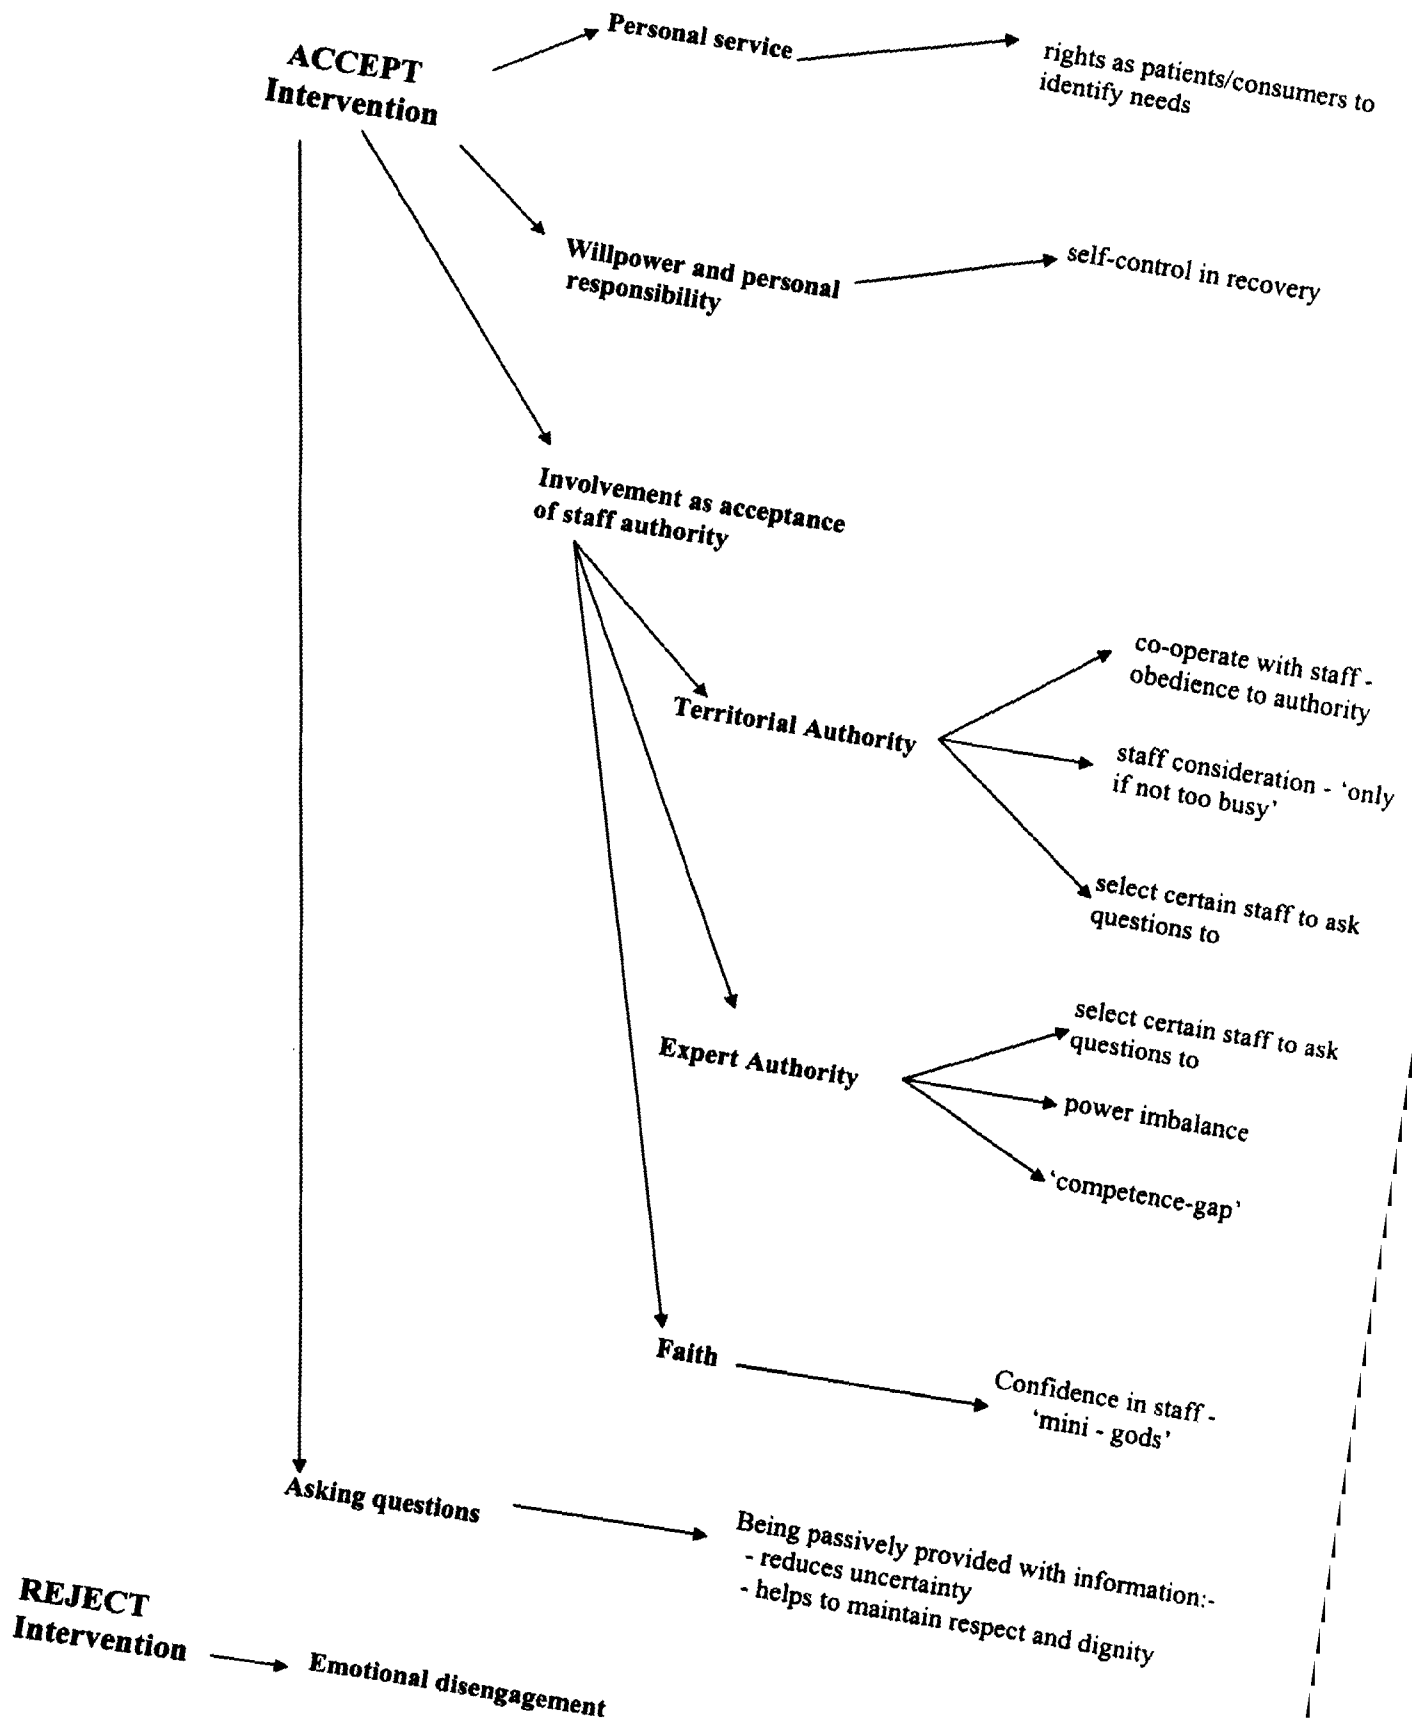 ACCEPT
Intervention
Personal service
rights as patients/consumers to
identify needs
Willpower and personal
responsibility
self-control in recovery
Involvement as acceptance
of staff authority
Territorial Authority
co-operate with staff -
obedience to authority
staff consideration - ‘only
if not too busy’
select certain staff to ask
questions to
Expert Authority
select certain staff to ask
questions to
power imbalance
‘competence-gap’
Faith
Confidence in staff -
‘mini - gods’
Asking questions
Being passively provided with information:-
- reduces uncertainty
- helps to maintain respect and dignity
REJECT
Intervention
Emotional disengagement